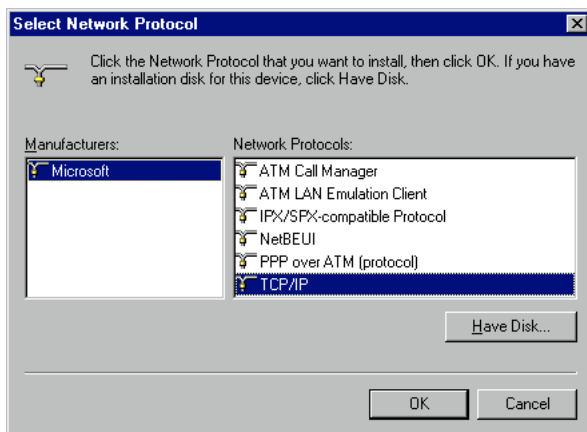 Select Network Protocol
Click the Network Protocol that you want to install, then click OK. If you have
an installation disk for this device, click Have Disk.
Manufacturers:
Microsoft
Network Protocols:
ATM Call Manager
ATM LAN Emulation Client
IPX/SPX-compatible Protocol
NetBEUI
PPP over ATM (protocol)
TCP/IP
Have Disk...
OK
Cancel